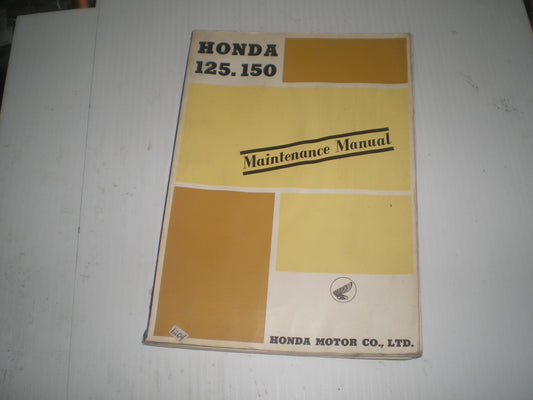 HONDA
125.150
Maintenance Manual
HONDA MOTOR CO., LTD.